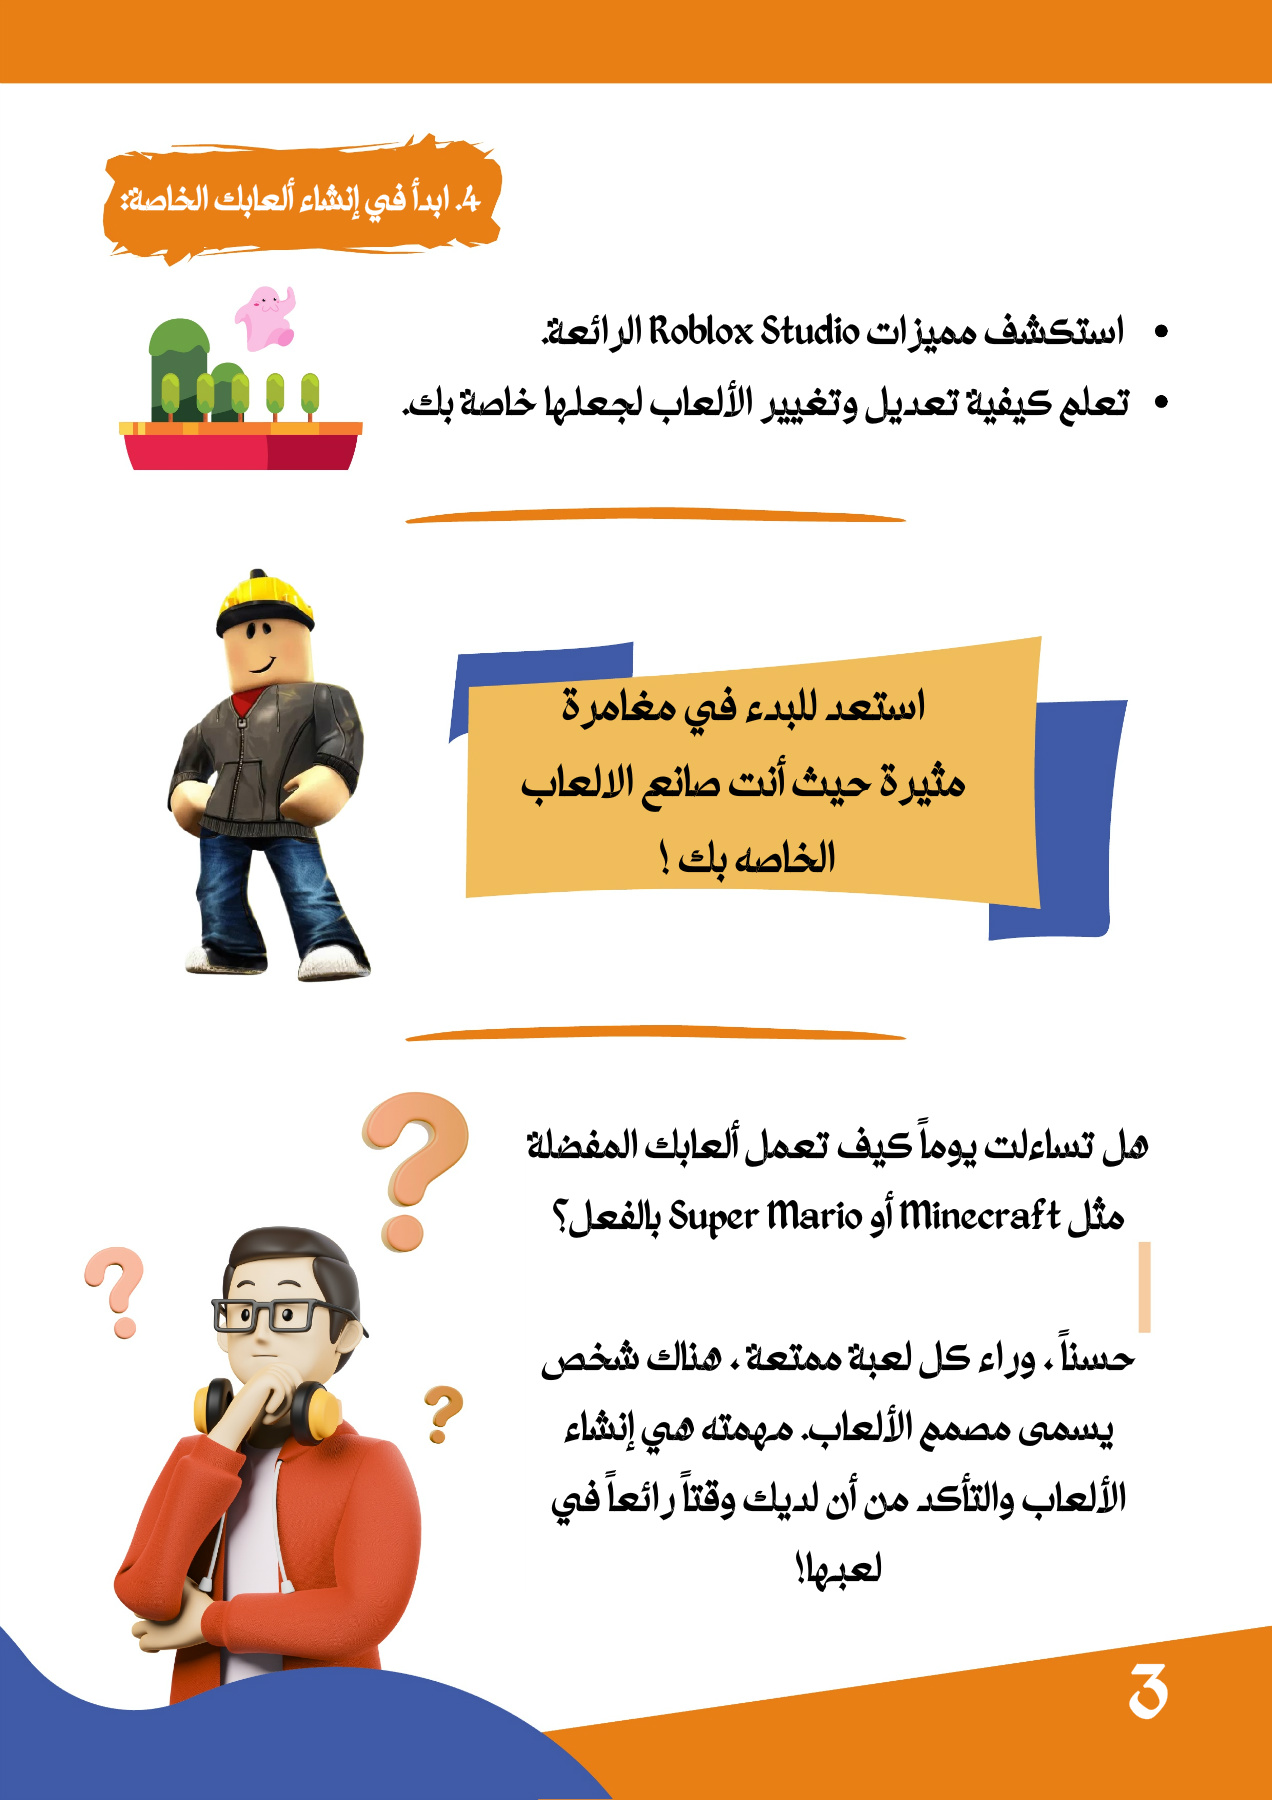 4. ابدأ في إنشاء ألعابك الخاصة:
• استكشف مميزات Roblox Studio الرائعة.
• تعلم كيفية تعديل وتغيير الألعاب لجعلها خاصة بك.
استعد للبدء في مغامرة
مثيرة حيث أنت صانع الالعاب
الخاصه بك !
هل تساءلت يوماً كيف تعمل ألعابك المفضلة
مثل Minecraft أو Super Mario بالفعل؟
حسناً ، وراء كل لعبة ممتعة ، هناك شخص
يسمى مصمم الألعاب. مهمته هي إنشاء
الألعاب والتأكد من أن لديك وقتاً رائعاً في
لعبها!
3